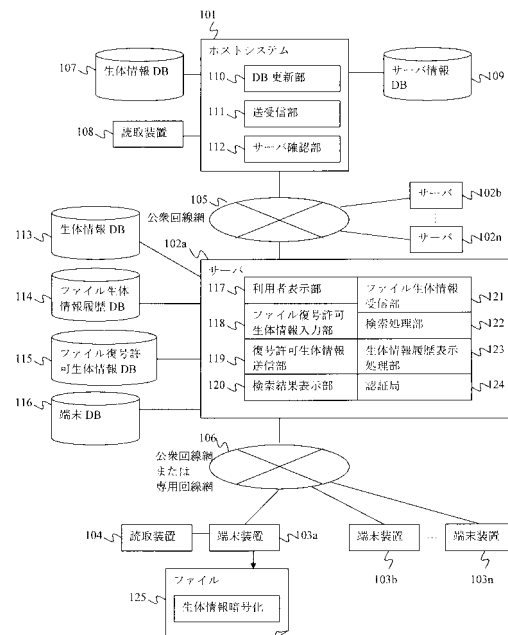 101
ホストシステム
107
生体情報 DB
110
DB 更新部
サーバ情報
DB
109
111
送受信部
108
読取装置
112
サーバ確認部
105
公衆回線網
サーバ
102b
サーバ
102n
113
生体情報 DB
102a
サーバ
117
利用者表示部
ファイル生体情報
受信部
121
114
ファイル生体
情報履歴 DB
118
ファイル復号許可
生体情報入力部
検索処理部
122
115
ファイル復号許
可生体情報 DB
119
復号許可生体情報
送信部
生体情報履歴表示
処理部
123
116
端末 DB
120
検索結果表示部
認証局
124
106
公衆回線網
または
専用回線網
104
読取装置
端末装置
103a
端末装置
…
端末装置
103b
103n
ファイル
125
生体情報暗号化